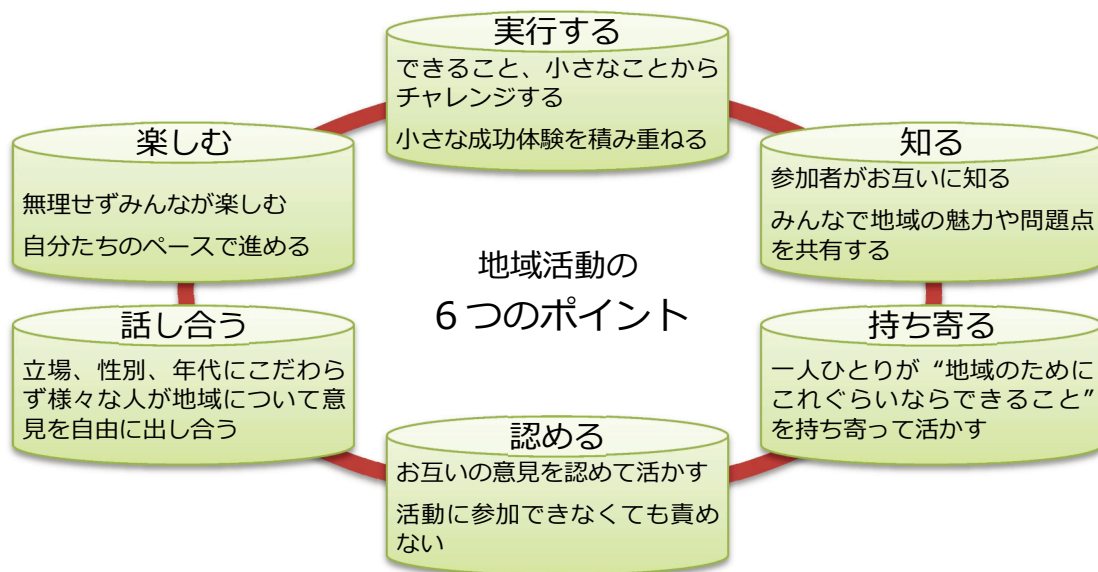 実行する
できること、小さなことから
チャレンジする
小さな成功体験を積み重ねる
知る
参加者がお互いに知る
みんなで地域の魅力や問題点
を共有する
持ち寄る
一人ひとりが“地域のために
これぐらいならできること”
を持ち寄って活かす
認める
お互いの意見を認めて活かす
活動に参加できなくても責め
ない
話し合う
立場、性別、年代にこだわら
ず様々な人が地域について意
見を自由に出し合う
楽しむ
無理せずみんなが楽しむ
自分たちのペースで進める
地域活動の
６つのポイント